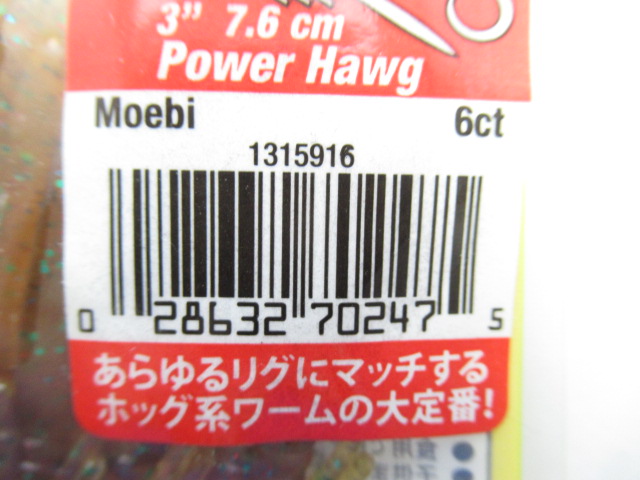 3” 7.6 cm
Power Hawg
Moebi 6ct
1315916
0 28632 70247 5
あらゆるリグにマッチする
ホッグ系ワームの大定番！